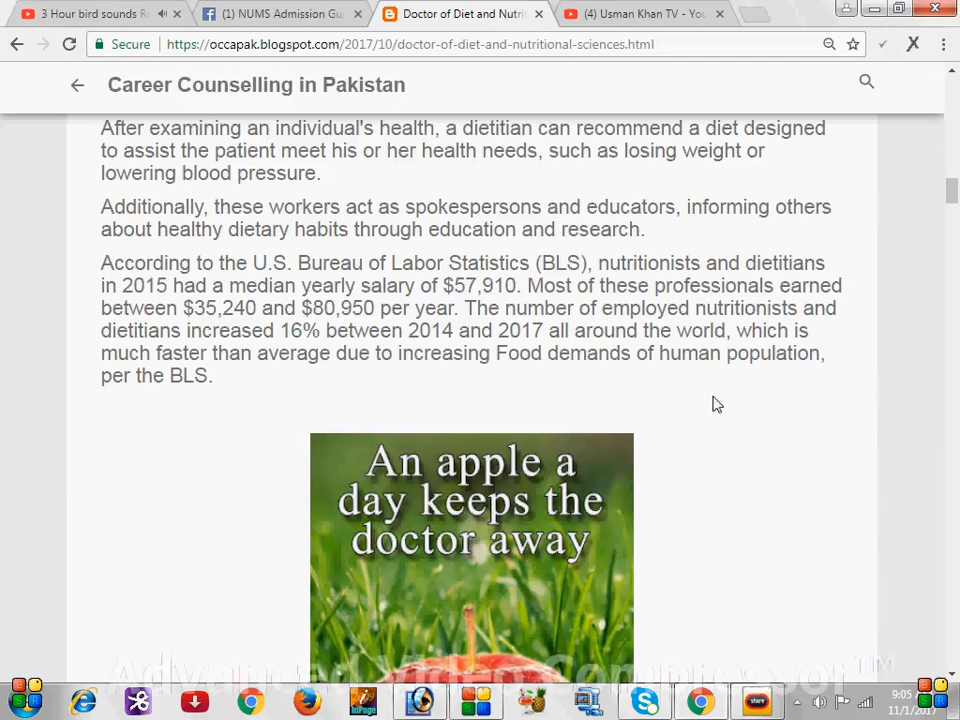 3 Hour bird sounds R
(1) NUMS Admission Gu
Doctor of Diet and Nutri
(4) Usman Khan TV - You
Secure
https://occapak.blogspot.com/2017/10/doctor-of-diet-and-nutritional-sciences.html
Career Counselling in Pakistan
After examining an individual's health, a dietitian can recommend a diet designed
to assist the patient meet his or her health needs, such as losing weight or
lowering blood pressure.
Additionally, these workers act as spokespersons and educators, informing others
about healthy dietary habits through education and research.
According to the U.S. Bureau of Labor Statistics (BLS), nutritionists and dietitians
in 2015 had a median yearly salary of $57,910. Most of these professionals earned
between $35,240 and $80,950 per year. The number of employed nutritionists and
dietitians increased 16% between 2014 and 2017 all around the world, which is
much faster than average due to increasing Food demands of human population,
per the BLS.
An apple a
day keeps the
doctor away
Advanced Video Compressor™
InPage
share
9:05
11/1/2017